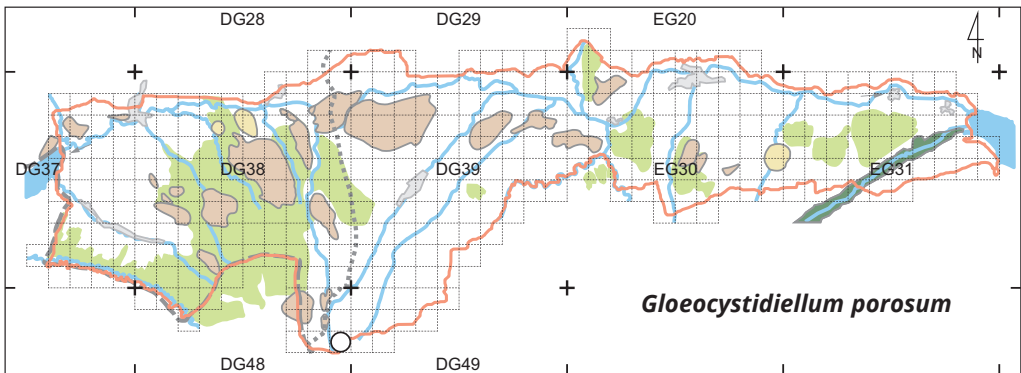 DG28 DG29 EG20
N
DG37 DG38 DG39 EG30 EG31
Gloeocystidiellum porosum
DG48 DG49